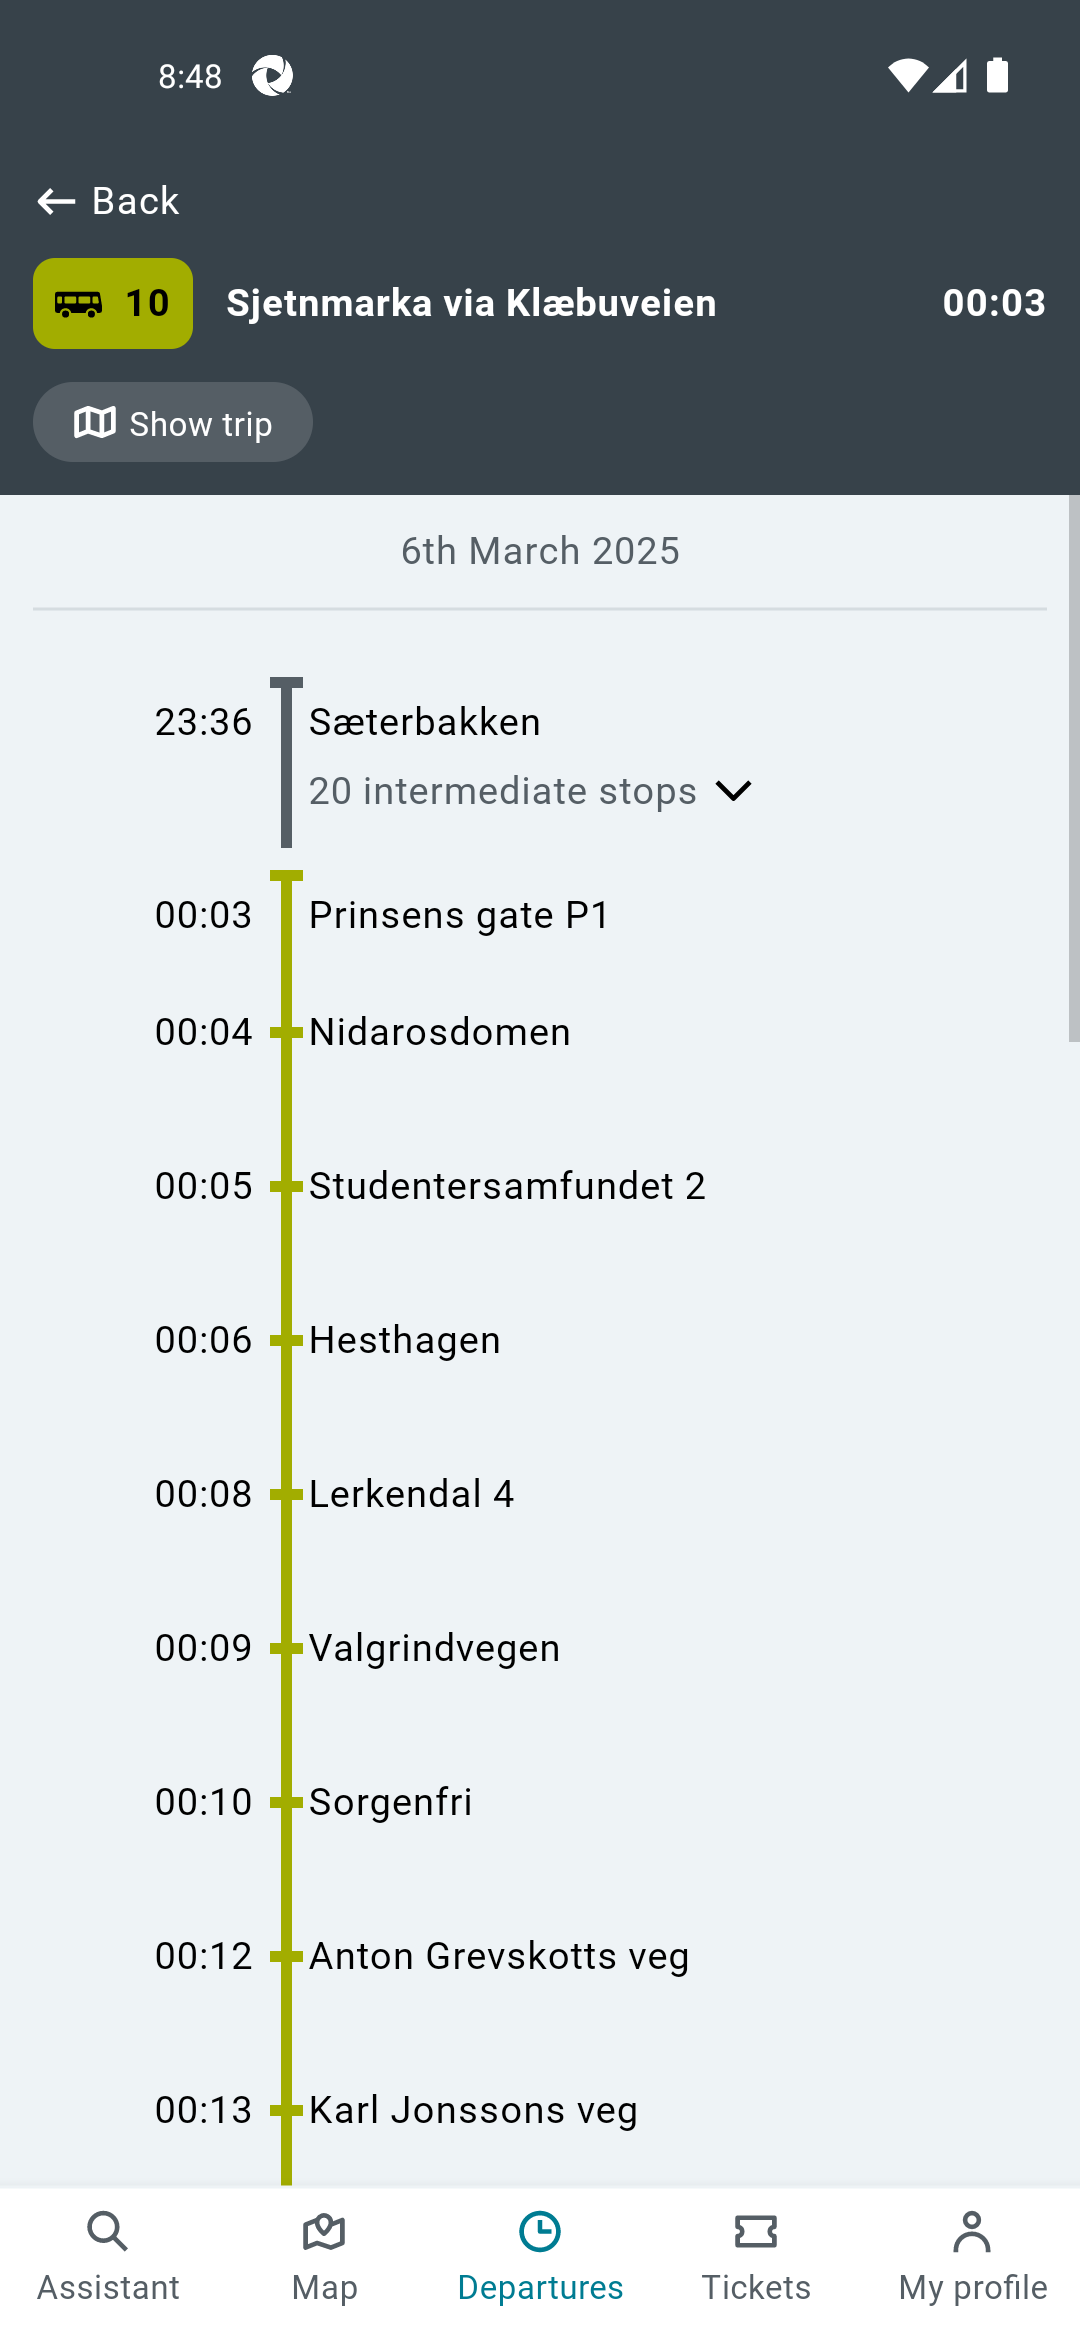 8:48
Back
10 Sjetnmarka via Klæbuveien 00:03
Show trip
6th March 2025
23:36 Sæterbakken
20 intermediate stops
00:03 Prinsens gate P1
00:04 Nidarosdomen
00:05 Studentersamfundet 2
00:06 Hesthagen
00:08 Lerkendal 4
00:09 Valgrindvegen
00:10 Sorgenfri
00:12 Anton Grevskotts veg
00:13 Karl Jonssons veg
Assistant Map Departures Tickets My profile